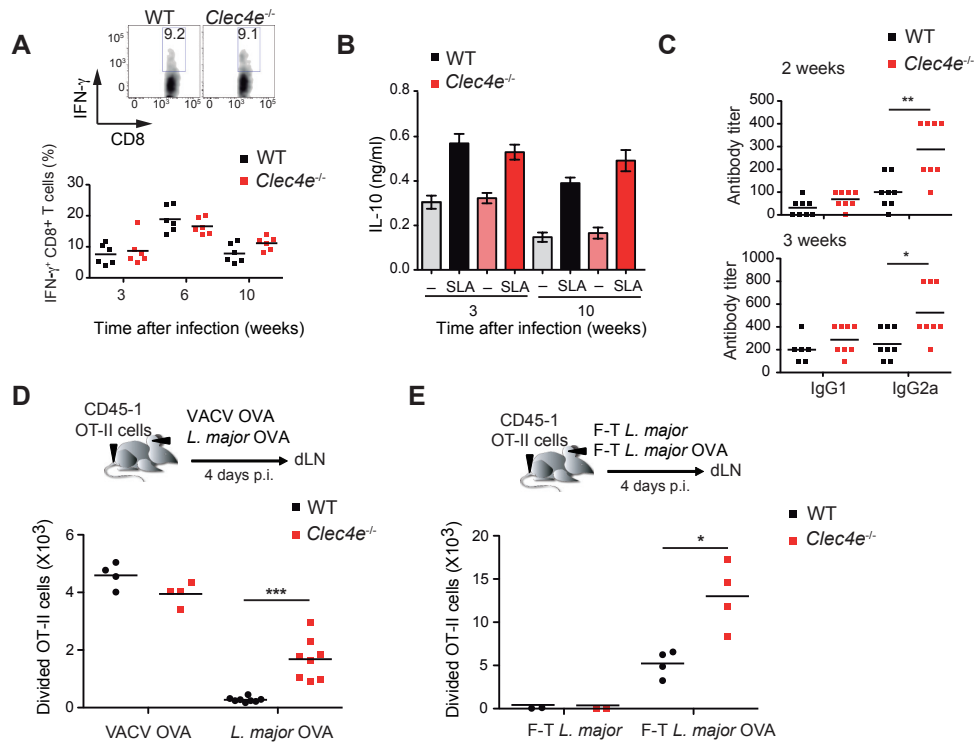 A
WT Clec4e-/-
9.2 9.1
10⁵
10³
0
0 10³ 10⁵ 0 10³ 10⁵
IFN-γ
CD8
WT
Clec4e-/-
IFN-γ⁺ CD8⁺ T cells (%)
30
20
10
0
3 6 10
Time after infection (weeks)
B
WT
Clec4e-/-
IL-10 (ng/ml)
0.8
0.6
0.4
0.2
0.0
– SLA – SLA – SLA – SLA
3 10
Time after infection (weeks)
C
WT
Clec4e-/-
2 weeks
Antibody titer
500
400
300
200
100
0
**
3 weeks
Antibody titer
1000
800
600
400
200
*
IgG1 IgG2a
D
CD45-1
OT-II cells
VACV OVA
L. major OVA
dLN
4 days p.i.
WT
Clec4e-/-
Divided OT-II cells (X10³)
6
4
2
0
***
VACV OVA L. major OVA
E
CD45-1
OT-II cells
F-T L. major
F-T L. major OVA
dLN
4 days p.i.
WT
Clec4e-/-
Divided OT-II cells (X10³)
20
15
10
5
0
*
F-T L. major F-T L. major OVA